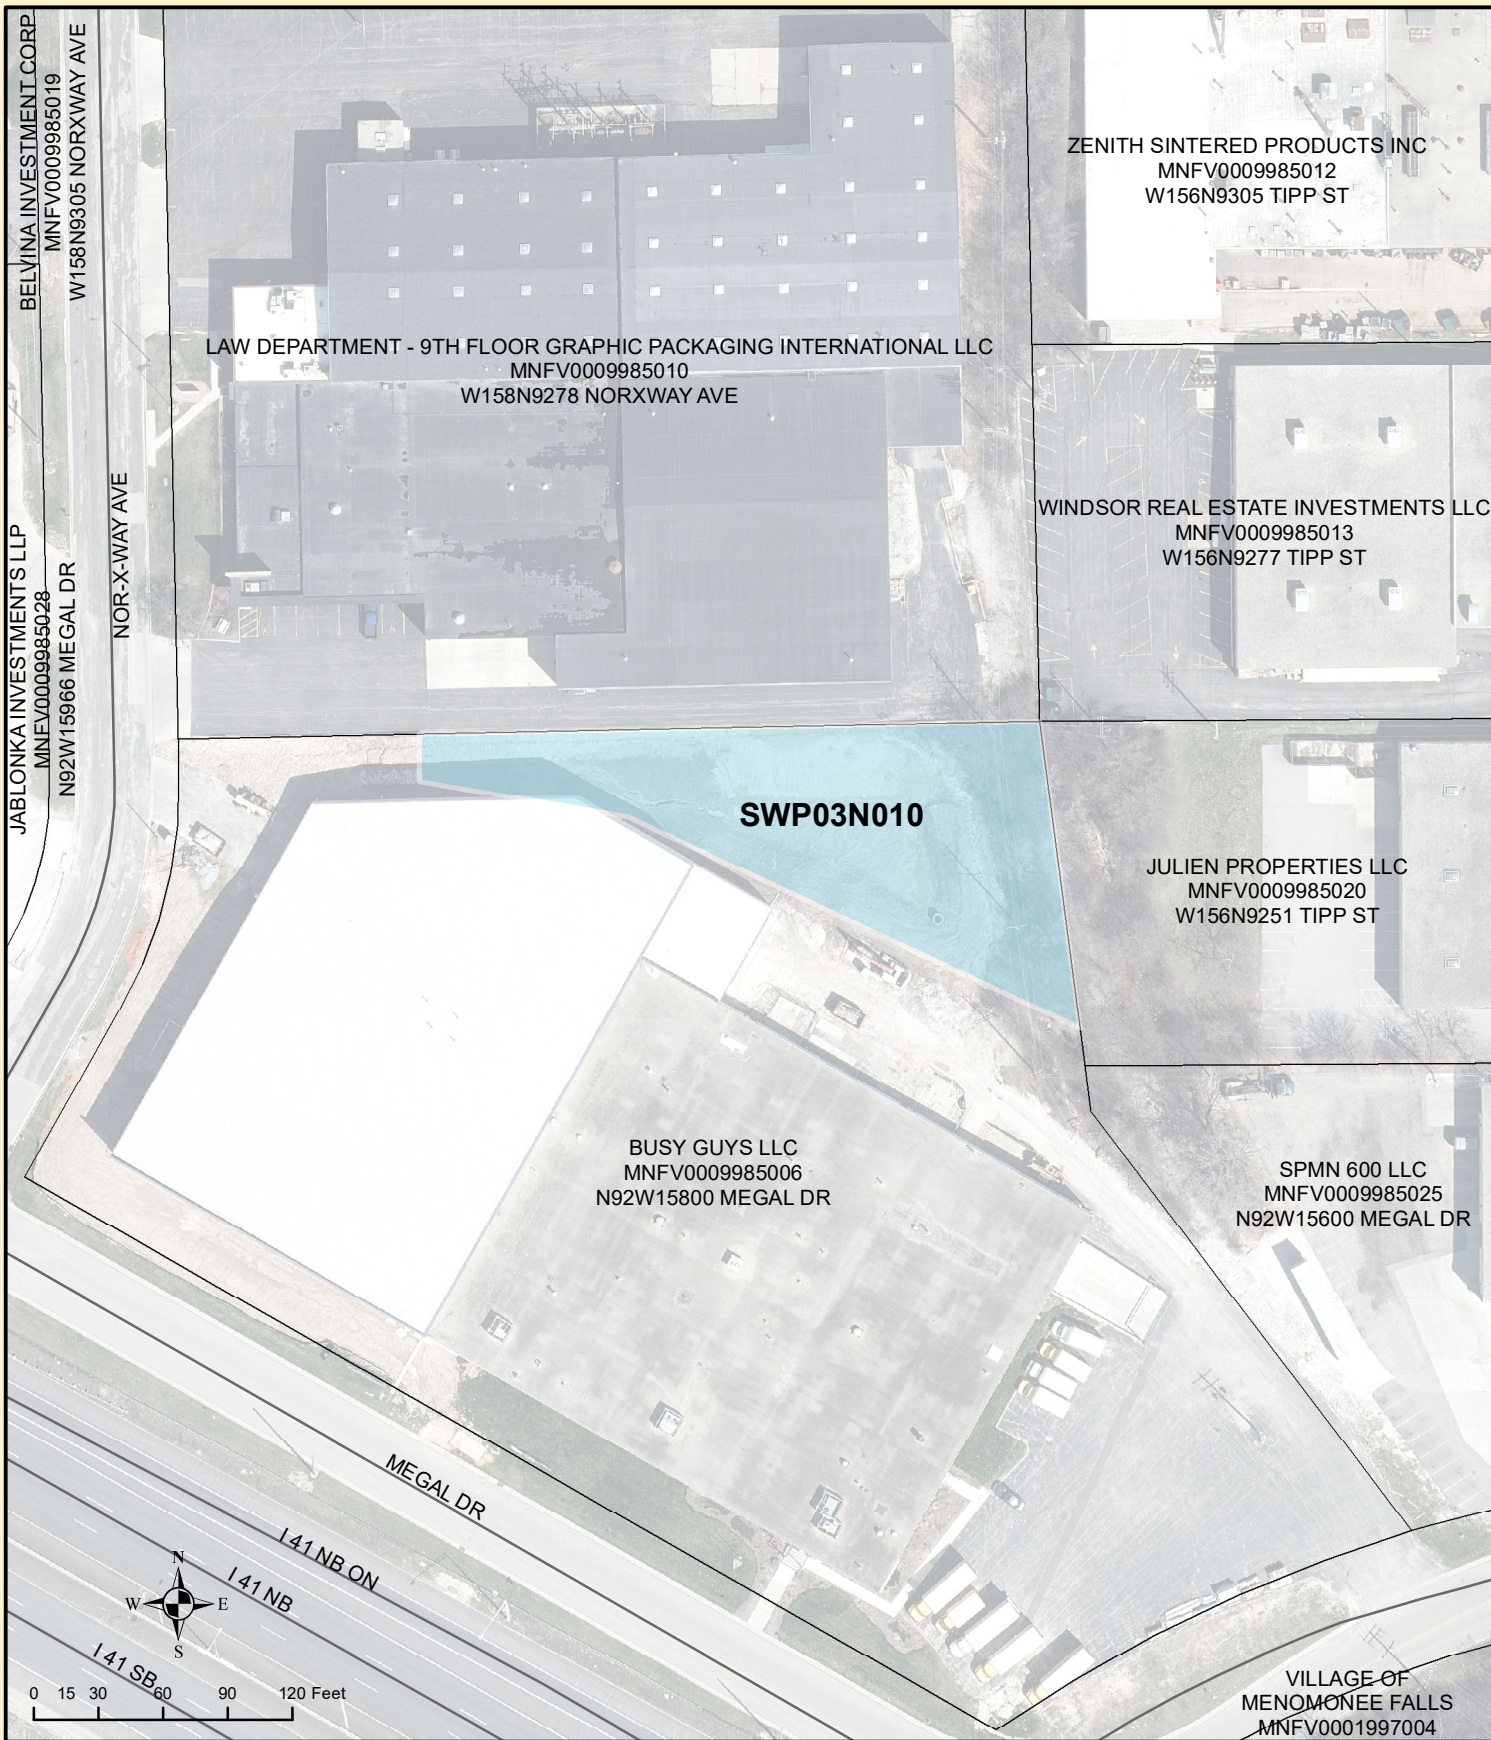 BELVINA INVESTMENT CORP
MNFV0009985019
W158N9305 NORXWAY AVE
ZENITH SINTERED PRODUCTS INC
MNFV0009985012
W156N9305 TIPP ST
LAW DEPARTMENT - 9TH FLOOR GRAPHIC PACKAGING INTERNATIONAL LLC
MNFV0009985010
W158N9278 NORXWAY AVE
WINDSOR REAL ESTATE INVESTMENTS LLC
MNFV0009985013
W156N9277 TIPP ST
JABLONKA INVESTMENTS LLP
MNFV0009985028
N92W15966 MEGAL DR
NOR-X-WAY AVE
SWP03N010
JULIEN PROPERTIES LLC
MNFV0009985020
W156N9251 TIPP ST
BUSY GUYS LLC
MNFV0009985006
N92W15800 MEGAL DR
SPMN 600 LLC
MNFV0009985025
N92W15600 MEGAL DR
MEGAL DR
I 41 NB ON
I 41 NB
I 41 SB
N
W E
S
0 15 30 60 90 120 Feet
VILLAGE OF
MENOMONEE FALLS
MNFV0001997004